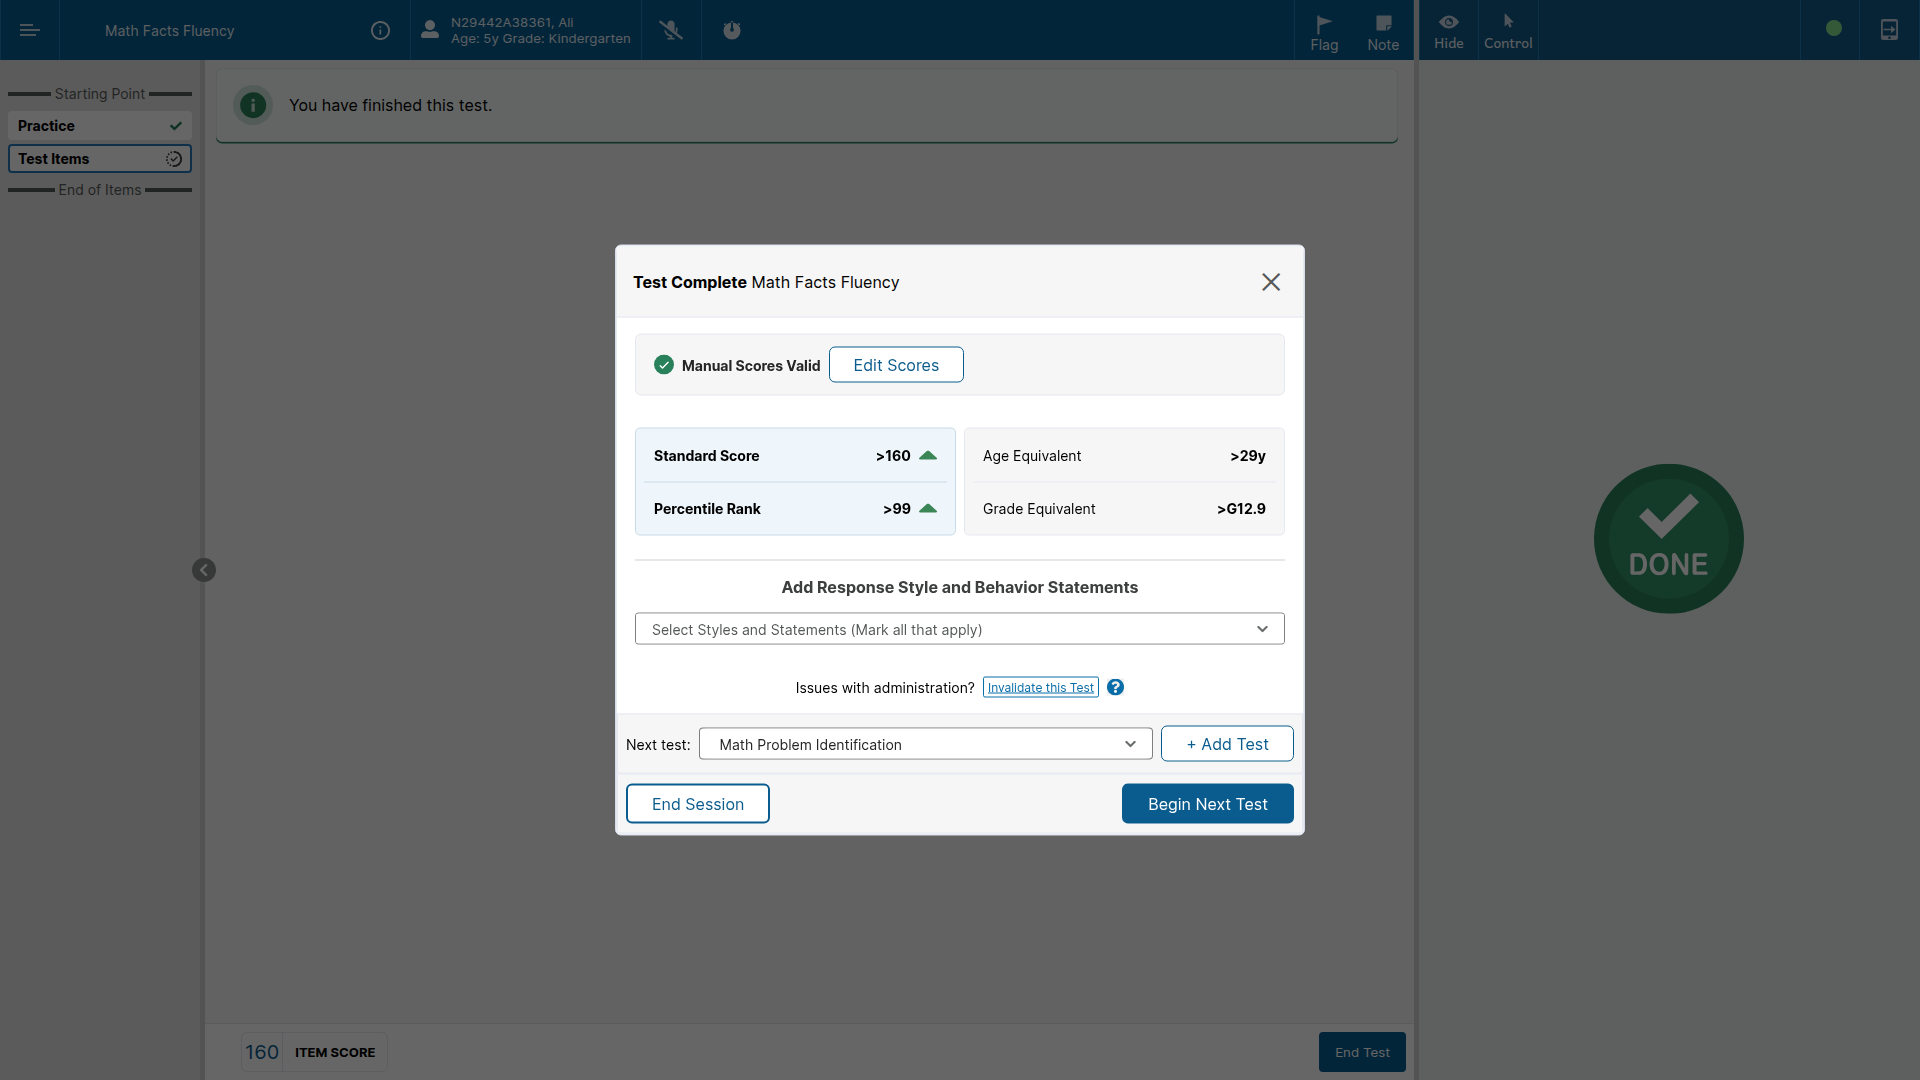 Math Facts Fluency
N29442A38361, All
Age: 5y Grade: Kindergarten
Flag
Note
Hide
Control
Starting Point
Practice
Test Items
End of Items
You have finished this test.
Test Complete Math Facts Fluency
Manual Scores Valid
Edit Scores
Standard Score >160
Percentile Rank >99
Age Equivalent >29y
Grade Equivalent >G12.9
Add Response Style and Behavior Statements
Select Styles and Statements (Mark all that apply)
Issues with administration? Invalidate this Test
Next test: Math Problem Identification
+ Add Test
End Session
Begin Next Test
DONE
160 ITEM SCORE
End Test